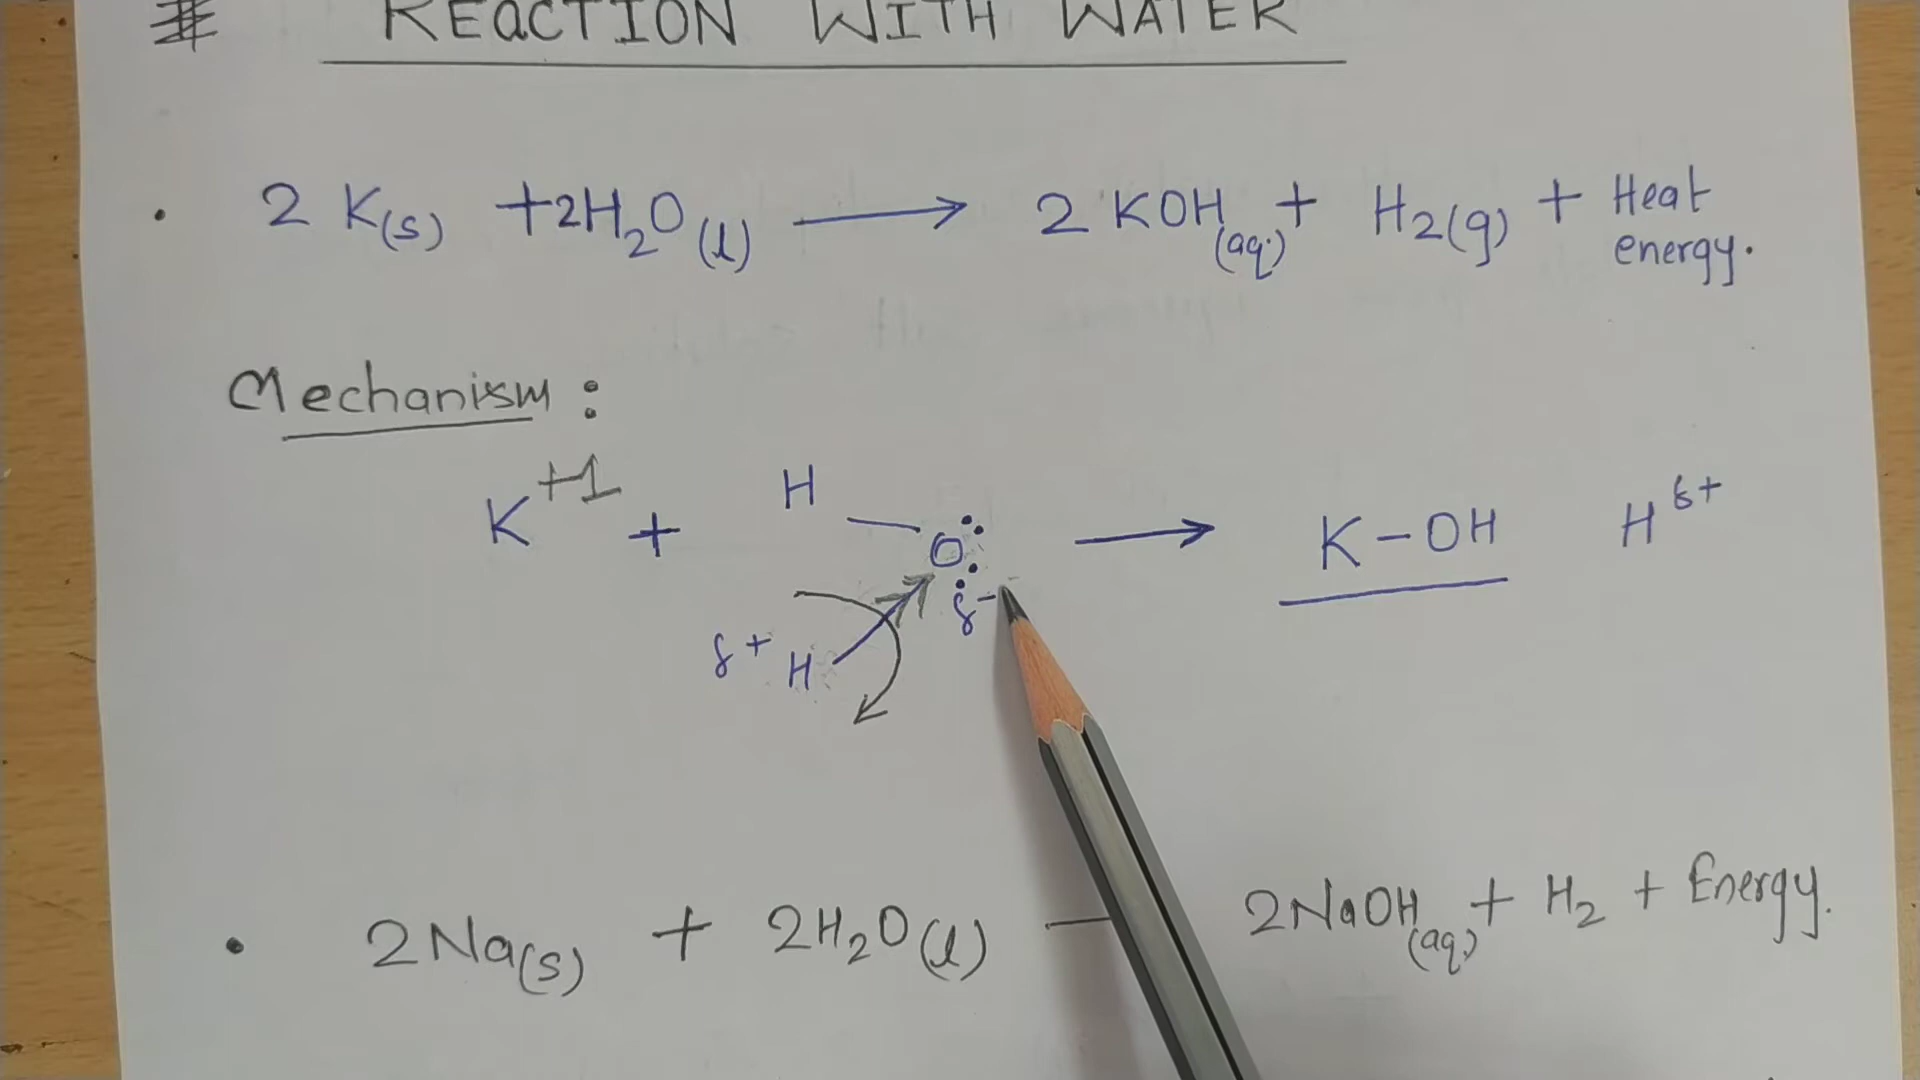 # REACTION WITH WATER
• 2 K(s) + 2H₂O(l) ⟶ 2 KOH(aq) + H₂(g) + Heat energy.
Mechanism :
K+1 + H – O : δ- → K – OH H δ+
δ+ H
• 2Na(s) + 2H₂O(l) — 2NaOH(aq) + H₂ + Energy.